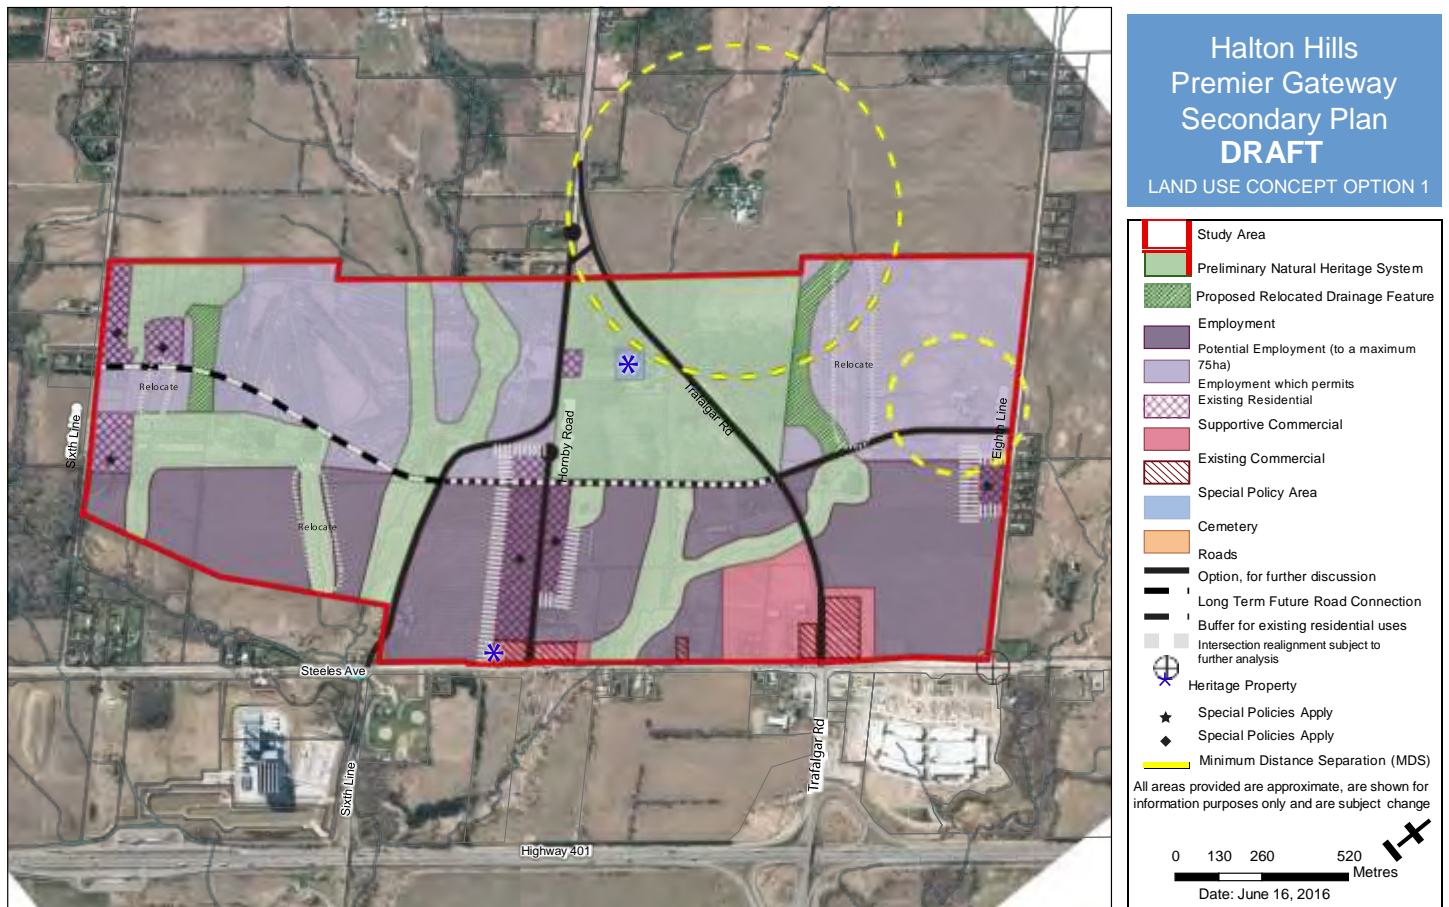 Halton Hills
Premier Gateway
Secondary Plan
DRAFT
LAND USE CONCEPT OPTION 1
Study Area
Preliminary Natural Heritage System
Proposed Relocated Drainage Feature
Employment
Potential Employment (to a maximum
75ha)
Employment which permits
Existing Residential
Supportive Commercial
Existing Commercial
Special Policy Area
Cemetery
Roads
Option, for further discussion
Long Term Future Road Connection
Buffer for existing residential uses
Intersection realignment subject to
further analysis
Heritage Property
Special Policies Apply
Special Policies Apply
Minimum Distance Separation (MDS)
All areas provided are approximate, are shown for
information purposes only and are subject change
0 130 260 520
Metres
Date: June 16, 2016
Relocate
Relocate
Relocate
Sixth Line
Hornby Road
Trafalgar Rd
Eighth Line
Steeles Ave
Sixth Line
Trafalgar Rd
Highway 401